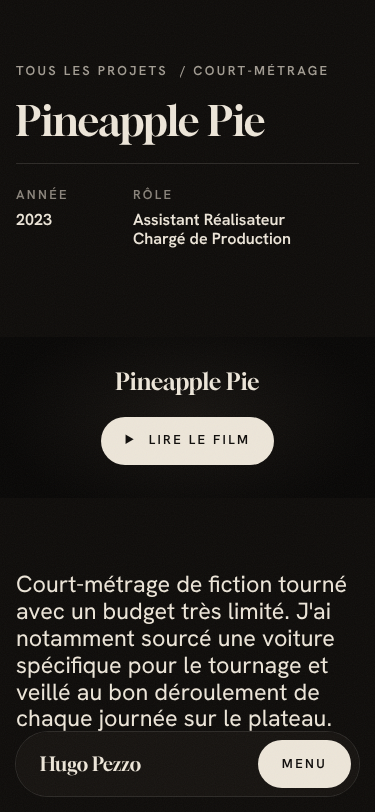 TOUS LES PROJETS / COURT-MÉTRAGE
Pineapple Pie
ANNÉE RÔLE
2023 Assistant Réalisateur
Chargé de Production
Pineapple Pie
LIRE LE FILM
Court-métrage de fiction tourné
avec un budget très limité. J'ai
notamment sourcé une voiture
spécifique pour le tournage et
veillé au bon déroulement de
chaque journée sur le plateau.
Hugo Pezzo MENU